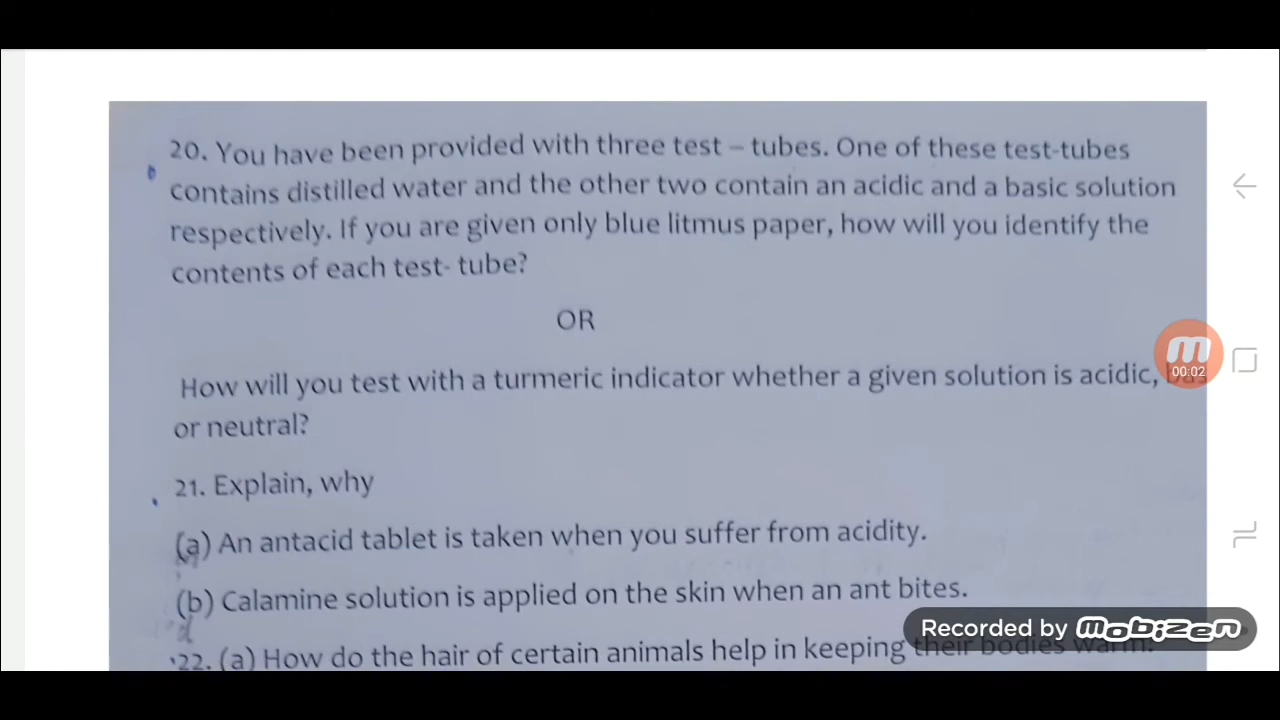 20. You have been provided with three test – tubes. One of these test-tubes
contains distilled water and the other two contain an acidic and a basic solution
respectively. If you are given only blue litmus paper, how will you identify the
contents of each test- tube?
OR
How will you test with a turmeric indicator whether a given solution is acidic,
or neutral?
21. Explain, why
(a) An antacid tablet is taken when you suffer from acidity.
(b) Calamine solution is applied on the skin when an ant bites.
22. (a) How do the hair of certain animals help in keeping their bodies warm.
00:02
Recorded by mobizen